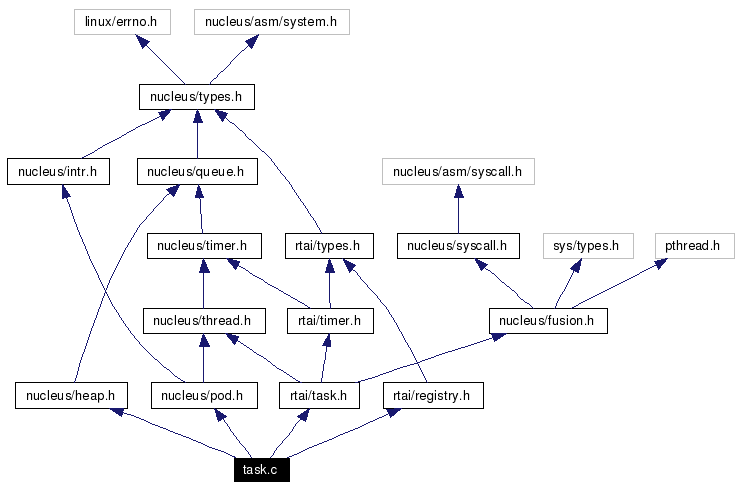 linux/errno.h
nucleus/asm/system.h
nucleus/types.h
nucleus/intr.h
nucleus/queue.h
nucleus/asm/syscall.h
nucleus/timer.h
rtai/types.h
nucleus/syscall.h
sys/types.h
pthread.h
nucleus/thread.h
rtai/timer.h
nucleus/fusion.h
nucleus/heap.h
nucleus/pod.h
rtai/task.h
rtai/registry.h
task.c